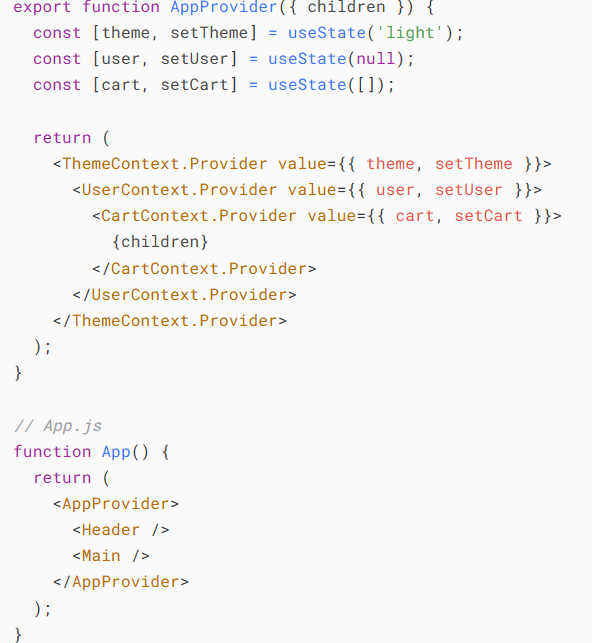 export function AppProvider({ children }) {
  const [theme, setTheme] = useState('light');
  const [user, setUser] = useState(null);
  const [cart, setCart] = useState([]);

  return (
    <ThemeContext.Provider value={{ theme, setTheme }}>
      <UserContext.Provider value={{ user, setUser }}>
        <CartContext.Provider value={{ cart, setCart }}>
          {children}
        </CartContext.Provider>
      </UserContext.Provider>
    </ThemeContext.Provider>
  );
}

// App.js
function App() {
  return (
    <AppProvider>
      <Header />
      <Main />
    </AppProvider>
  );
}